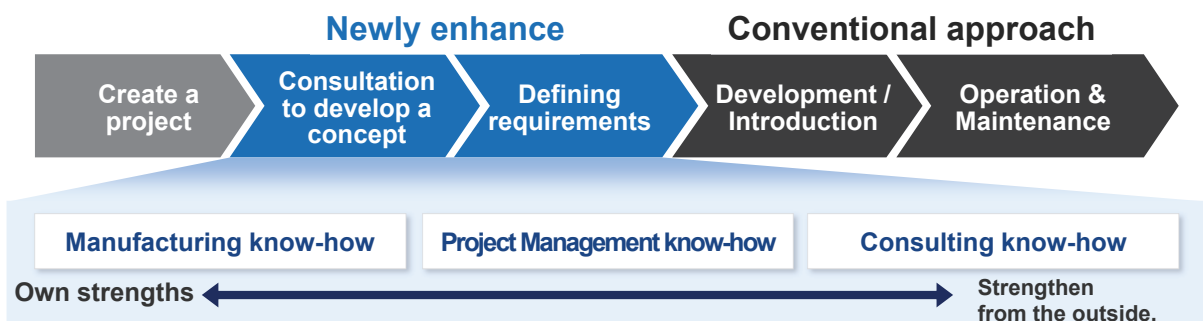 Newly enhance
Conventional approach
Create a
project
Consultation
to develop a
concept
Defining
requirements
Development /
Introduction
Operation &
Maintenance
Manufacturing know-how
Project Management know-how
Consulting know-how
Own strengths
Strengthen
from the outside.